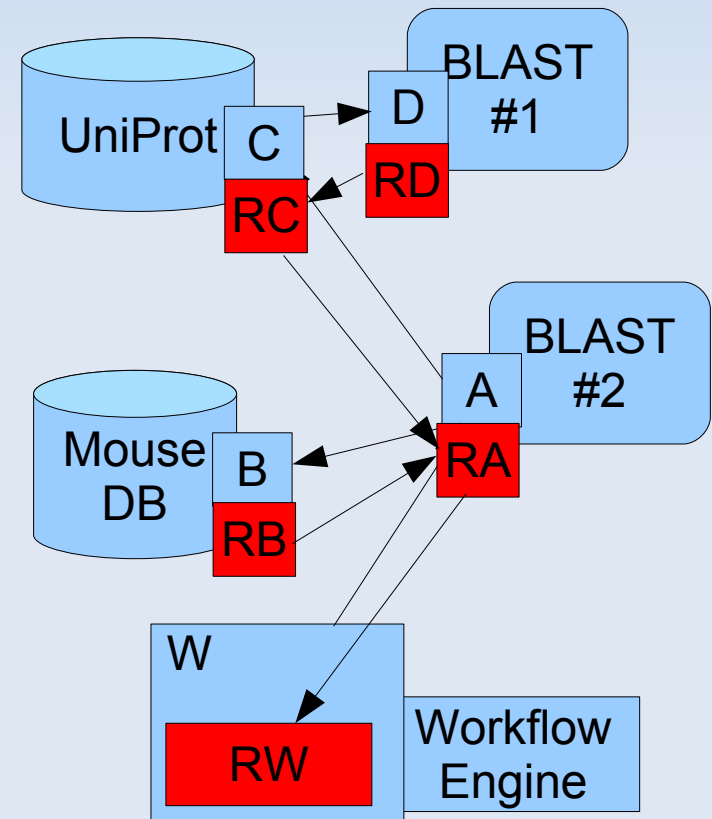 BLAST
#1
UniProt
C
D
RC
RD
BLAST
#2
A
RA
Mouse
DB
B
RB
W
RW
Workflow
Engine